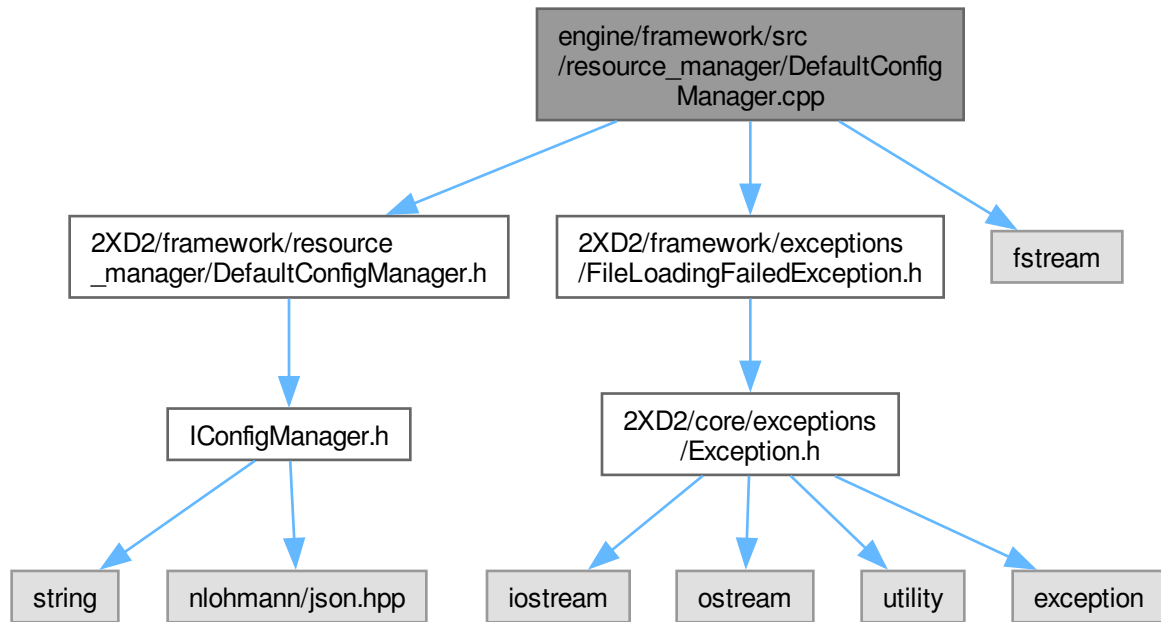 engine/framework/src
/resource_manager/DefaultConfig
Manager.cpp
2XD2/framework/resource
_manager/DefaultConfigManager.h
2XD2/framework/exceptions
/FileLoadingFailedException.h
fstream
IConfigManager.h
2XD2/core/exceptions
/Exception.h
string
nlohmann/json.hpp
iostream
ostream
utility
exception